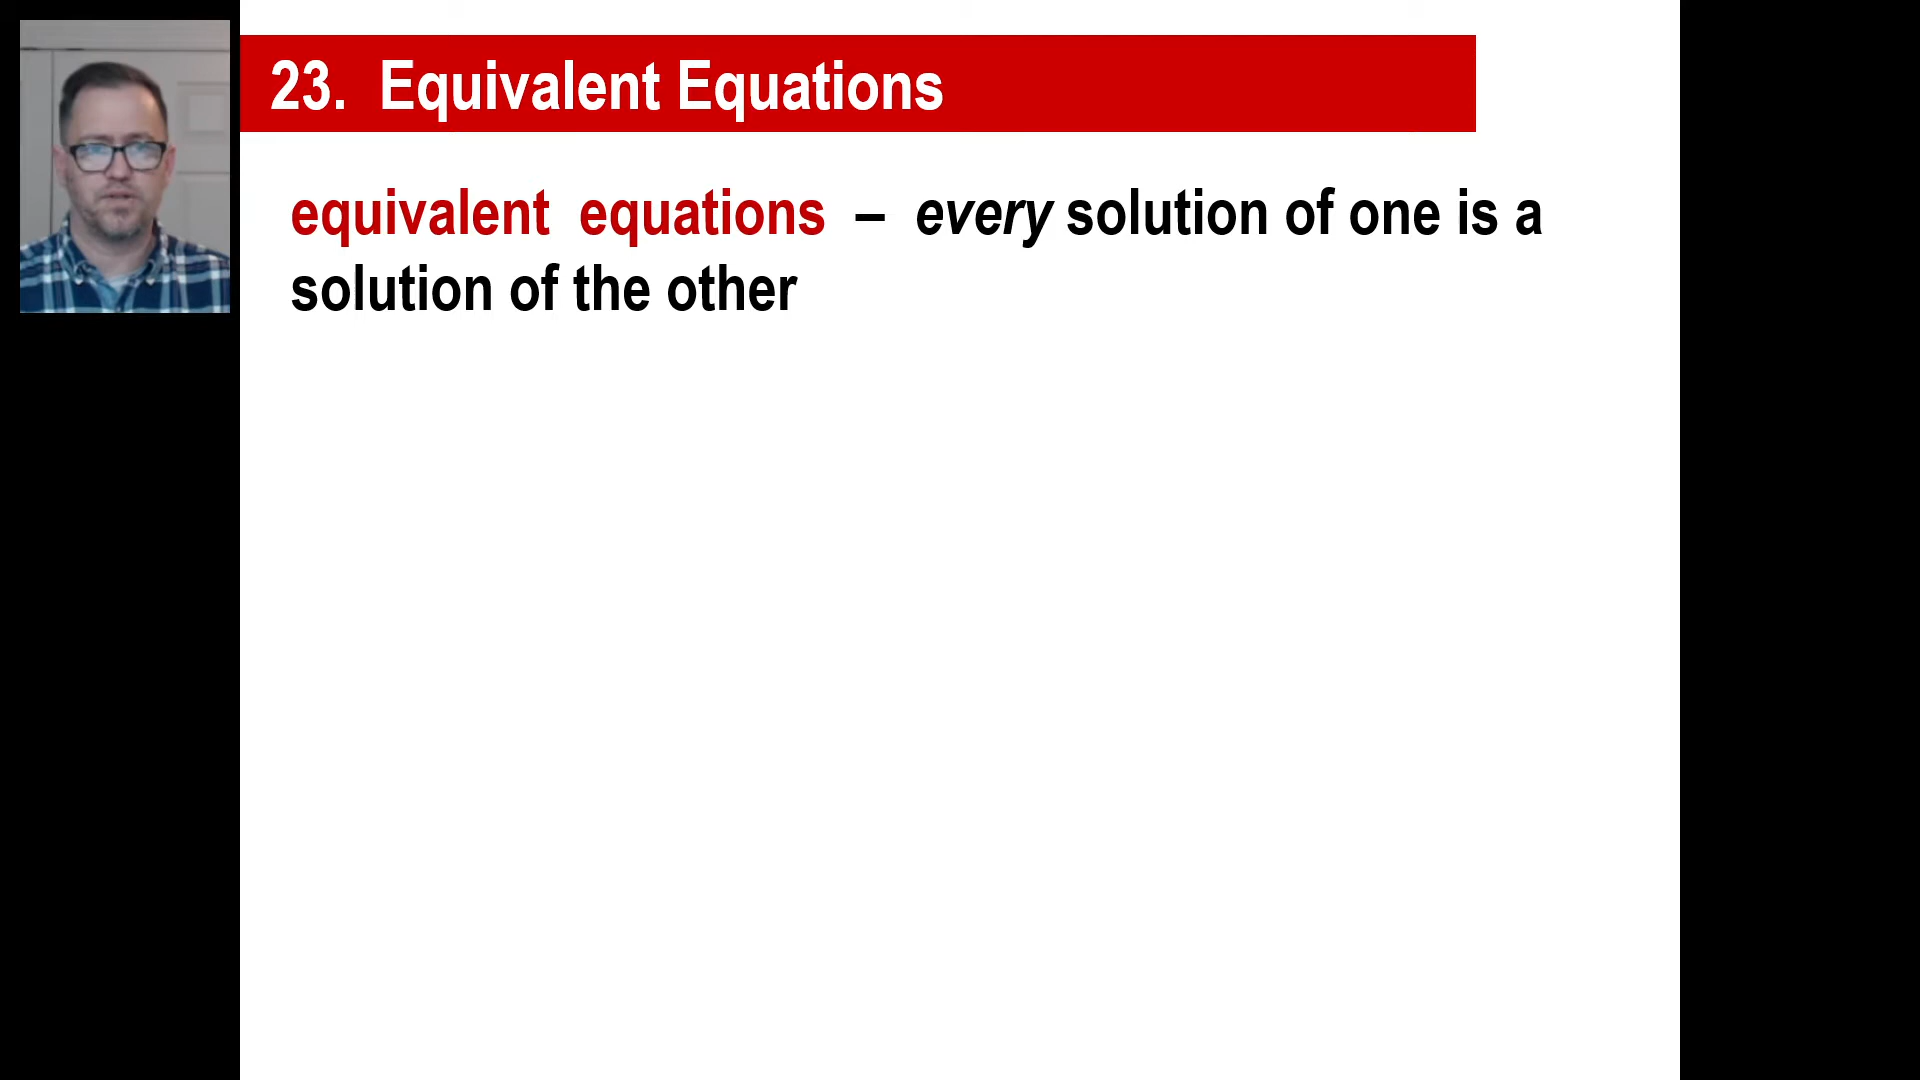 23. Equivalent Equations
equivalent equations – every solution of one is a
solution of the other